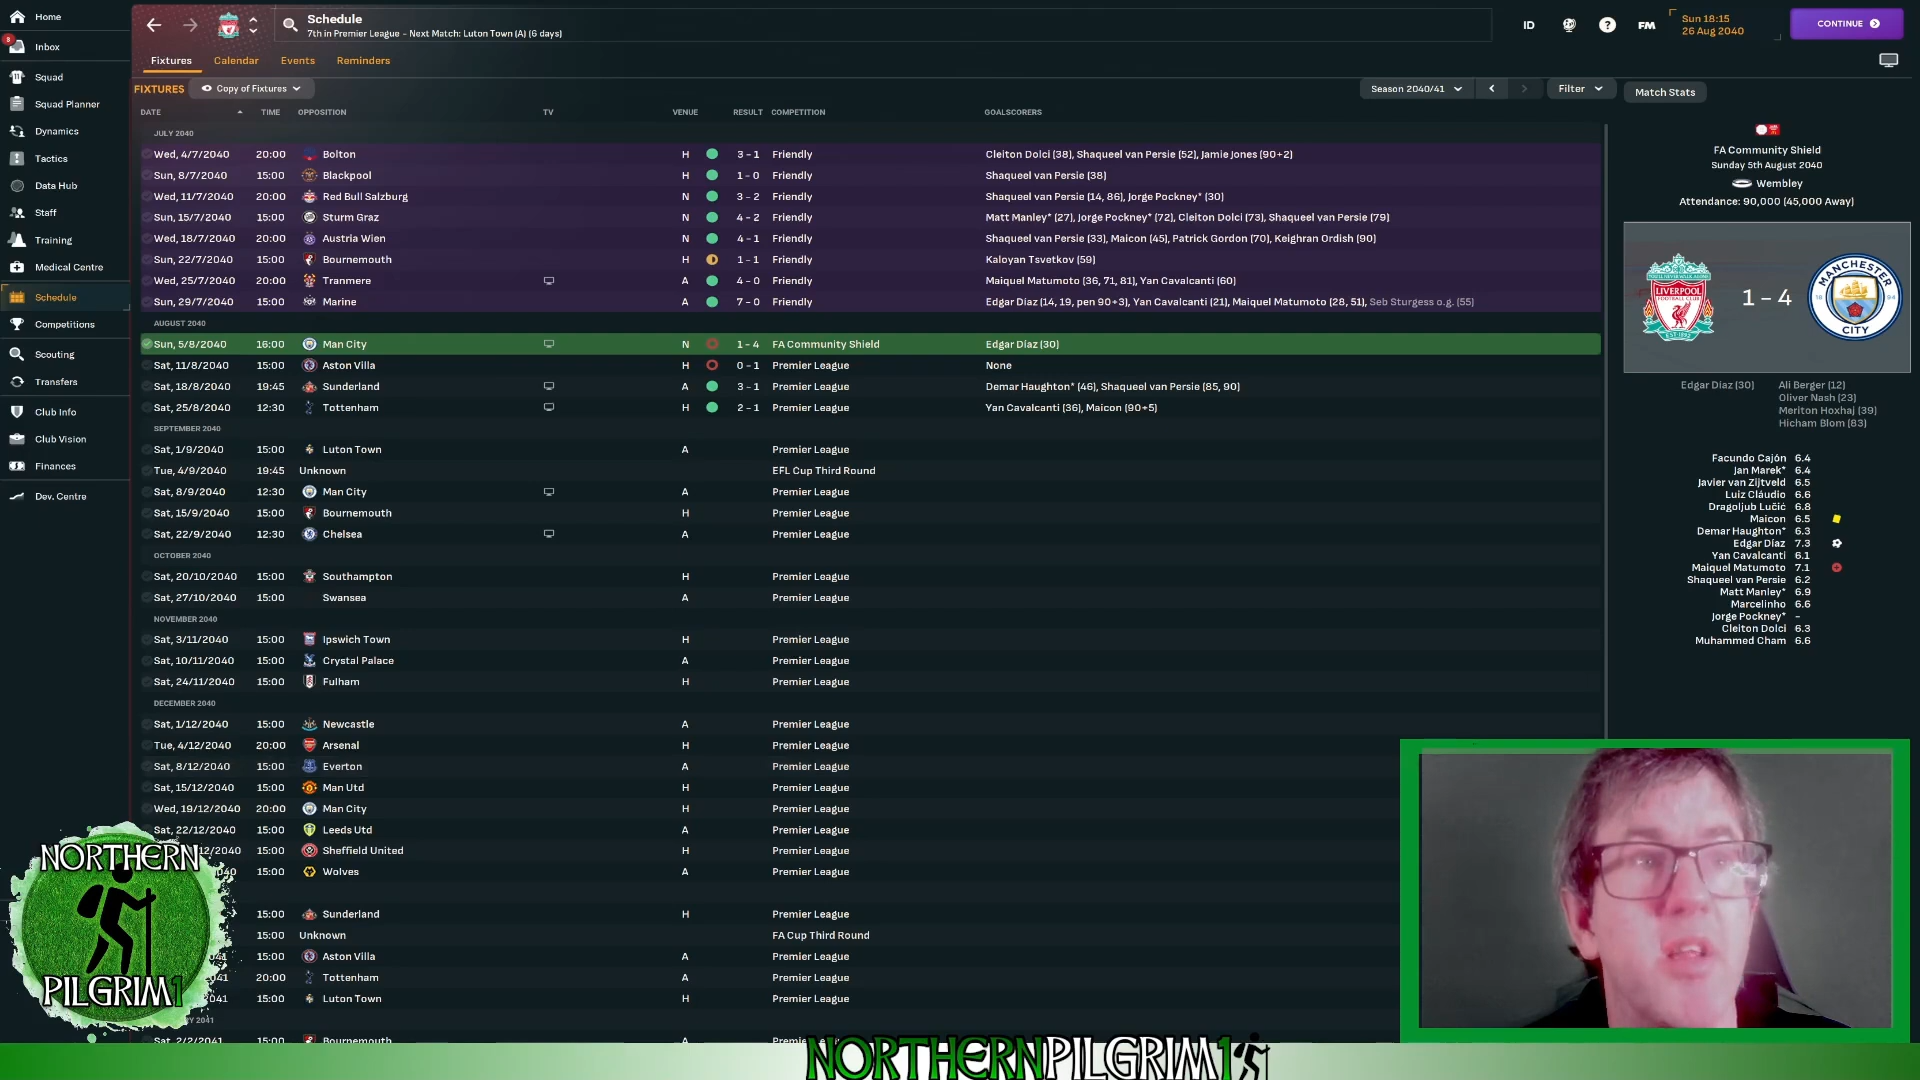 Home
8
Inbox
Squad
Squad Planner
Dynamics
Tactics
Data Hub
Staff
Training
Medical Centre
Schedule
Competitions
Scouting
Transfers
Club Info
Club Vision
Finances
Dev. Centre
Schedule
7th in Premier League - Next Match: Luton Town (A) (6 days)
ID
?
FM
Sun 18:15
26 Aug 2040
CONTINUE
Fixtures Calendar Events Reminders
FIXTURES Copy of Fixtures
Season 2040/41
Filter
Match Stats
DATE TIME OPPOSITION TV VENUE RESULT COMPETITION GOALSCORERS
JULY 2040
Wed, 4/7/2040 20:00 Bolton H 3 - 1 Friendly Cleiton Dolci (38), Shaqueel van Persie (52), Jamie Jones (90+2)
Sun, 8/7/2040 15:00 Blackpool H 1 - 0 Friendly Shaqueel van Persie (38)
Wed, 11/7/2040 20:00 Red Bull Salzburg N 3 - 2 Friendly Shaqueel van Persie (14, 86), Jorge Pockney* (30)
Sun, 15/7/2040 15:00 Sturm Graz N 4 - 2 Friendly Matt Manley* (27), Jorge Pockney* (72), Cleiton Dolci (73), Shaqueel van Persie (79)
Wed, 18/7/2040 20:00 Austria Wien N 4 - 1 Friendly Shaqueel van Persie (33), Maicon (45), Patrick Gordon (70), Keighran Ordish (90)
Sun, 22/7/2040 15:00 Bournemouth H 1 - 1 Friendly Kaloyan Tsvetkov (59)
Wed, 25/7/2040 20:00 Tranmere A 4 - 0 Friendly Maiquel Matumoto (36, 71, 81), Yan Cavalcanti (60)
Sun, 29/7/2040 15:00 Marine A 7 - 0 Friendly Edgar Díaz (14, 19, pen 90+3), Yan Cavalcanti (21), Maiquel Matumoto (28, 51), Seb Sturgess o.g. (55)
AUGUST 2040
Sun, 5/8/2040 16:00 Man City N 1 - 4 FA Community Shield Edgar Díaz (30)
Sat, 11/8/2040 15:00 Aston Villa H 0 - 1 Premier League None
Sat, 18/8/2040 19:45 Sunderland A 3 - 1 Premier League Demar Haughton* (46), Shaqueel van Persie (85, 90)
Sat, 25/8/2040 12:30 Tottenham H 2 - 1 Premier League Yan Cavalcanti (36), Maicon (90+5)
SEPTEMBER 2040
Sat, 1/9/2040 15:00 Luton Town A Premier League
Tue, 4/9/2040 19:45 Unknown EFL Cup Third Round
Sat, 8/9/2040 12:30 Man City A Premier League
Sat, 15/9/2040 15:00 Bournemouth H Premier League
Sat, 22/9/2040 12:30 Chelsea A Premier League
OCTOBER 2040
Sat, 20/10/2040 15:00 Southampton H Premier League
Sat, 27/10/2040 15:00 Swansea A Premier League
NOVEMBER 2040
Sat, 3/11/2040 15:00 Ipswich Town H Premier League
Sat, 10/11/2040 15:00 Crystal Palace A Premier League
Sat, 24/11/2040 15:00 Fulham H Premier League
DECEMBER 2040
Sat, 1/12/2040 15:00 Newcastle A Premier League
Tue, 4/12/2040 20:00 Arsenal H Premier League
Sat, 8/12/2040 15:00 Everton A Premier League
Sat, 15/12/2040 15:00 Man Utd H Premier League
Wed, 19/12/2040 20:00 Man City H Premier League
Sat, 22/12/2040 15:00 Leeds Utd A Premier League
12/2040 15:00 Sheffield United H Premier League
040 15:00 Wolves A Premier League
15:00 Sunderland H Premier League
15:00 Unknown FA Cup Third Round
041 15:00 Aston Villa A Premier League
041 20:00 Tottenham A Premier League
041 15:00 Luton Town H Premier League
RY 2041
Sat, 2/2/2041 15:00 Bournemouth A Premie
FA Community Shield
Sunday 5th August 2040
Wembley
Attendance: 90,000 (45,000 Away)
LIVERPOOL
FOOTBALL CLUB
1 - 4
MANCHESTER
18 94
CITY
Edgar Díaz (30)
Ali Berger (12)
Oliver Nash (23)
Meriton Hoxhaj (39)
Hicham Blom (83)
Facundo Cajón 6.4
Jan Marek* 6.4
Javier van Zijtveld 6.5
Luiz Cláudio 6.6
Dragoljub Lučić 6.8
Maicon 6.5
Demar Haughton* 6.3
Edgar Díaz 7.3
Yan Cavalcanti 6.1
Maiquel Matumoto 7.1
Shaqueel van Persie 6.2
Matt Manley* 6.9
Marcelinho 6.6
Jorge Pockney* -
Cleiton Dolci 6.3
Muhammed Cham 6.6
NORTHERN
PILGRIM1
NORTHERNPILGRIM1